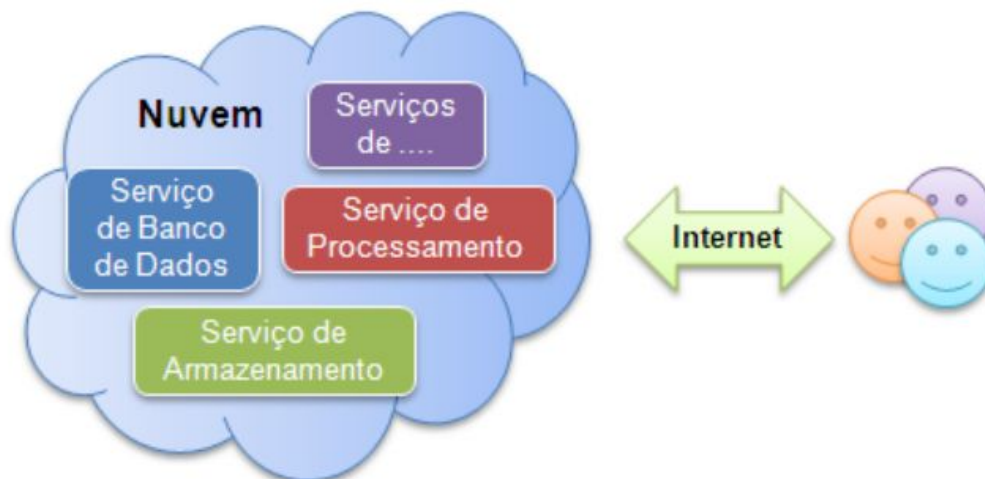 Nuvem
Serviços
de ....
Serviço
de Banco
de Dados
Serviço de
Processamento
Serviço de
Armazenamento
Internet